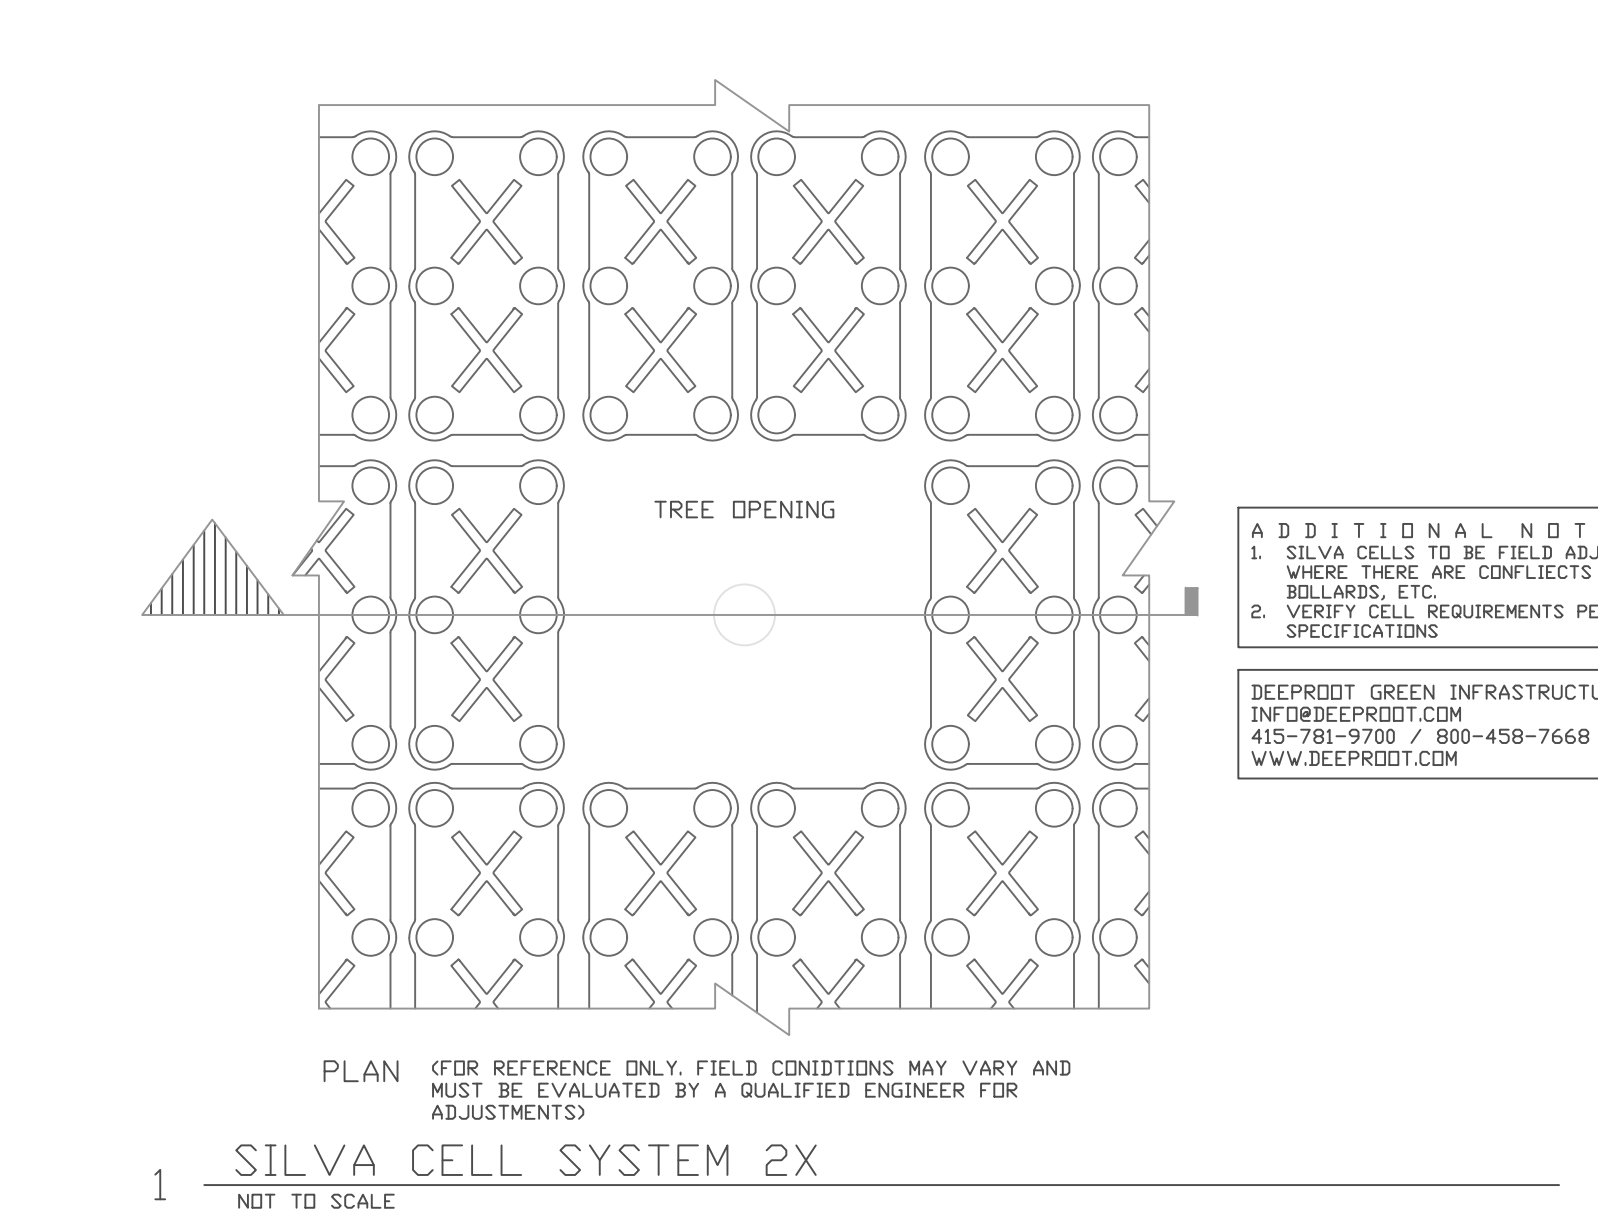 TREE OPENING
ADDITIONAL NOT
1. SILVA CELLS TO BE FIELD ADJ
WHERE THERE ARE CONFLIECTS
BOLLARDS, ETC.
2. VERIFY CELL REQUIREMENTS PE
SPECIFICATIONS
DEEPROOT GREEN INFRASTRUCTU
INFO@DEEPROOT.COM
415-781-9700 / 800-458-7668
WWW.DEEPROOT.COM
PLAN (FOR REFERENCE ONLY. FIELD CONIDTIONS MAY VARY AND
MUST BE EVALUATED BY A QUALIFIED ENGINEER FOR
ADJUSTMENTS)
1 SILVA CELL SYSTEM 2X
NOT TO SCALE